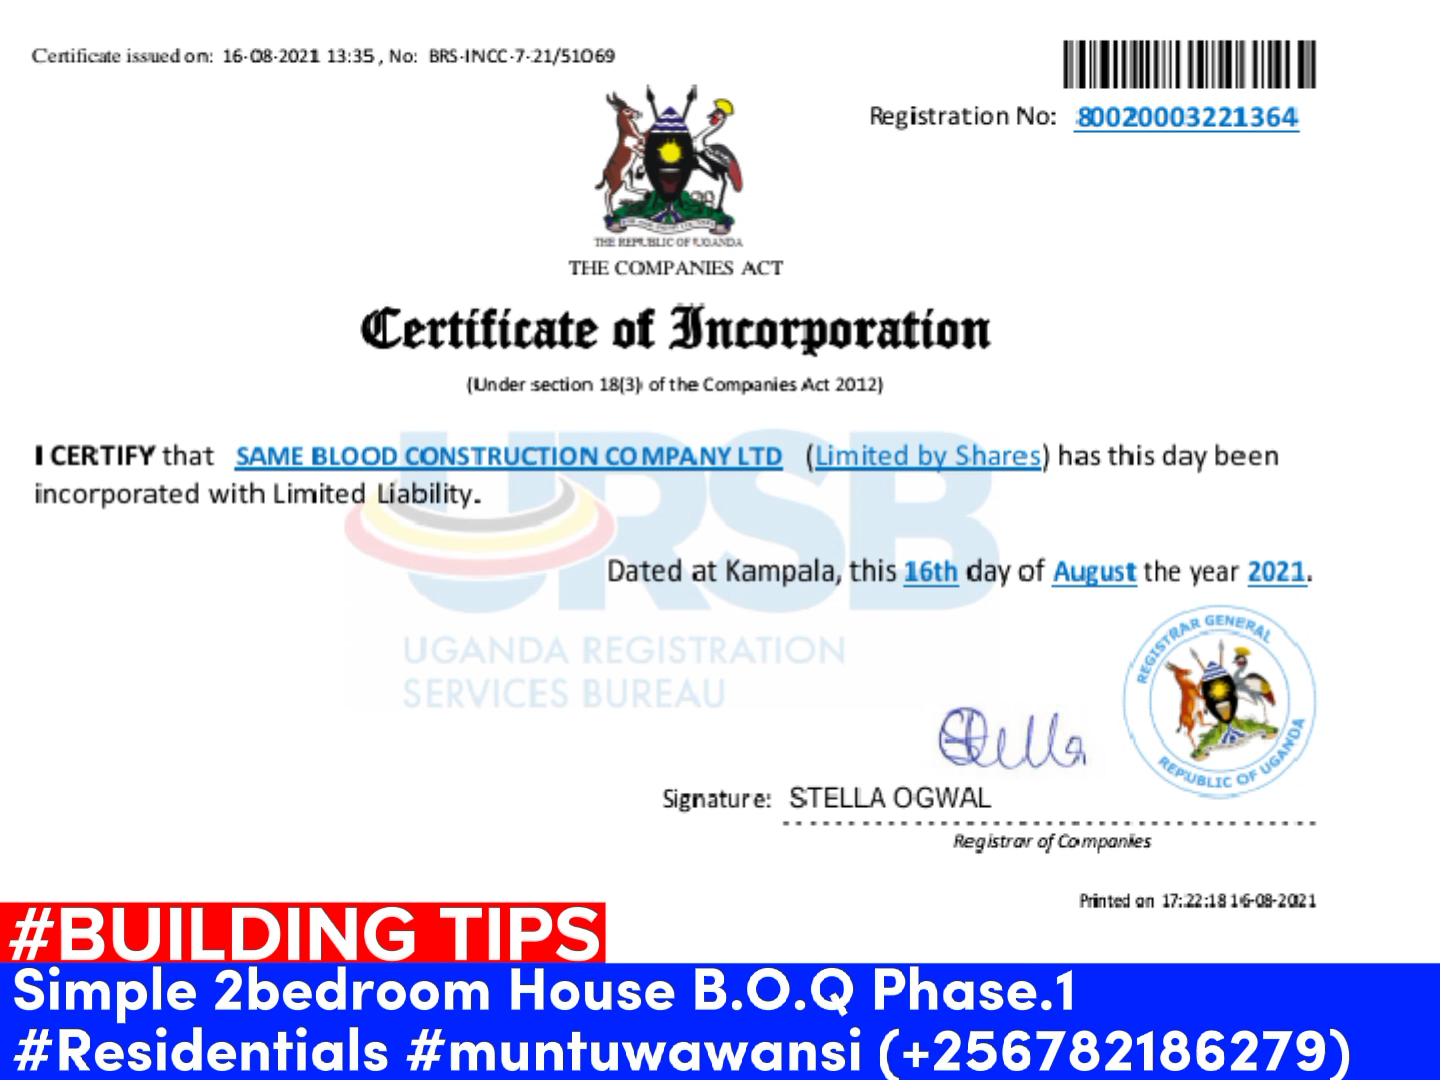 Certificate issued on: 16-08-2021 13:35 , No: BRS-INCC-7-21/51069
Registration No: 80020003221364
THE REPUBLIC OF UGANDA
THE COMPANIES ACT
Certificate of Incorporation
(Under section 18(3) of the Companies Act 2012)
I CERTIFY that SAME BLOOD CONSTRUCTION COMPANY LTD (Limited by Shares) has this day been
incorporated with Limited Liability.
URSB
Dated at Kampala, this 16th day of August the year 2021.
UGANDA REGISTRATION
SERVICES BUREAU
REGISTRAR GENERAL
REPUBLIC OF UGANDA
Stella
Signature: STELLA OGWAL
Registrar of Companies
Printed on 17:22:18 16-08-2021
#BUILDING TIPS
Simple 2bedroom House B.O.Q Phase.1
#Residentials #muntuwawansi (+256782186279)